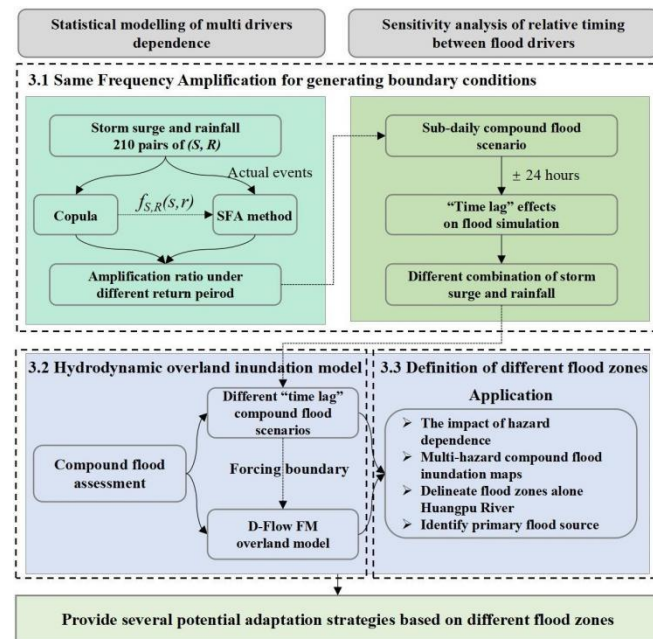 Statistical modelling of multi drivers
dependence
Sensitivity analysis of relative timing
between flood drivers
3.1 Same Frequency Amplification for generating boundary conditions
Storm surge and rainfall
210 pairs of (S, R)
Actual events
Copula
f_{S,R}(s,r)
SFA method
Amplification ratio under
different return peirod
Sub-daily compound flood
scenario
± 24 hours
“Time lag” effects
on flood simulation
Different combination of storm
surge and rainfall
3.2 Hydrodynamic overland inundation model
Compound flood
assessment
Different “time lag”
compound flood
scenarios
Forcing boundary
D-Flow FM
overland model
3.3 Definition of different flood zones
Application
➢ The impact of hazard
dependence
➢ Multi-hazard compound flood
inundation maps
➢ Delineate flood zones alone
Huangpu River
➢ Identify primary flood source
Provide several potential adaptation strategies based on different flood zones